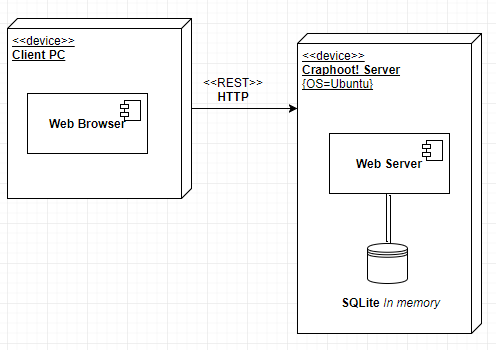 <<device>>
Client PC
Web Browser
<<REST>>
HTTP
<<device>>
Craphoot! Server
{OS=Ubuntu}
Web Server
SQLite In memory